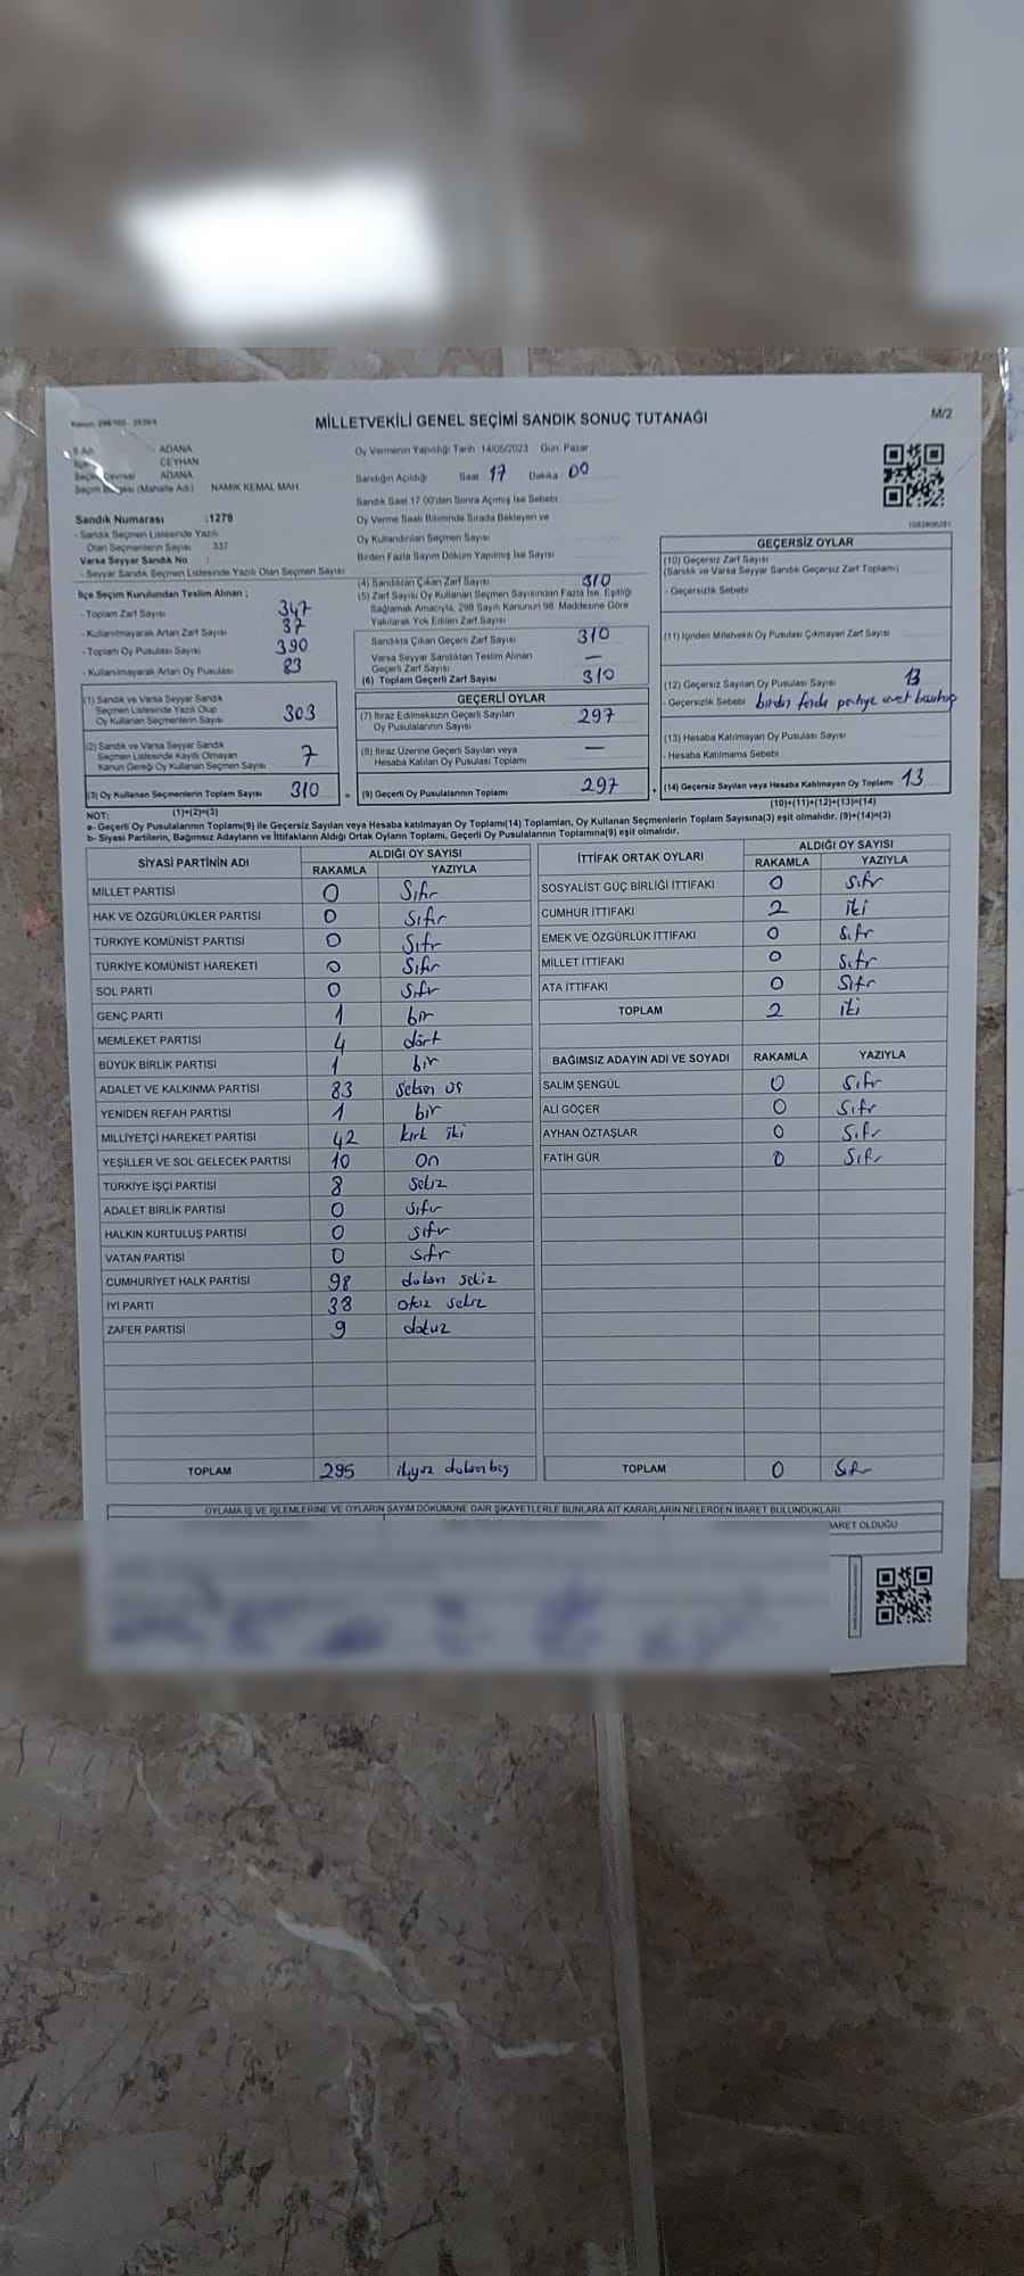 MİLLETVEKİLİ GENEL SEÇİMİ SANDIK SONUÇ TUTANAĞI
M/2
ADANA
CEYHAN
ADANA
NAMIK KEMAL MAH.
Oy Vermenin Yapıldığı Tarih 14/05/2023 Gün: Pazar
Sandığın Açıldığı Saat 17 Dakika 00
Sandık Saat 17.00'den Sonra Açılmış İse Sebebi
Sandık Numarası :1278
- Sandık Seçmen Listesinde Yazılı
Olan Seçmenlerin Sayısı 337
Varsa Seyyar Sandık No :
- Seyyar Sandık Seçmen Listesinde Yazılı Olan Seçmen Sayısı
Oy Verme Saati Bitiminde Sırada Bekleyen ve
Oy Kullandırılan Seçmen Sayısı
Birden Fazla Sayım Döküm Yapılmış İse Sayısı
İlçe Seçim Kurulundan Teslim Alınan ;
- Toplam Zarf Sayısı 347
- Kullanılmayarak Artan Zarf Sayısı 37
- Toplam Oy Pusulası Sayısı 390
- Kullanılmayarak Artan Oy Pusulası 83
(1) Sandık ve Varsa Seyyar Sandık
Seçmen Listesinde Yazılı Olup
Oy Kullanan Seçmenlerin Sayısı 303
(2) Sandık ve Varsa Seyyar Sandık
Seçmen Listesinde Kayıtlı Olmayan
Kanun Gereği Oy Kullanan Seçmen Sayısı 7
(3) Oy Kullanan Seçmenlerin Toplam Sayısı 310
(1)+(2)=(3)
(4) Sandıktan Çıkan Zarf Sayısı 310
(5) Zarf Sayısı Oy Kullanan Seçmen Sayısından Fazla İse, Eşitliği
Sağlamak Amacıyla, 298 Sayılı Kanunun 98. Maddesine Göre
Yakılarak Yok Edilen Zarf Sayısı
Sandıkta Çıkan Geçerli Zarf Sayısı 310
Varsa Seyyar Sandıktan Teslim Alınan
Geçerli Zarf Sayısı —
(6) Toplam Geçerli Zarf Sayısı 310
GEÇERLİ OYLAR
(7) İtiraz Edilmeksizin Geçerli Sayılan
Oy Pusulalarının Sayısı 297
(8) İtiraz Üzerine Geçerli Sayılan veya
Hesaba Katılan Oy Pusulası Toplamı —
(9) Geçerli Oy Pusulalarının Toplamı 297
GEÇERSİZ OYLAR
(10) Geçersiz Zarf Sayısı
(Sandık ve Varsa Seyyar Sandık Geçersiz Zarf Toplamı)
- Geçersizlik Sebebi
(11) İçinden Milletvekili Oy Pusulası Çıkmayan Zarf Sayısı
(12) Geçersiz Sayılan Oy Pusulası Sayısı 13
- Geçersizlik Sebebi birden fazla partiye evet
(13) Hesaba Katılmayan Oy Pusulası Sayısı
- Hesaba Katılmama Sebebi
(14) Geçersiz Sayılan veya Hesaba Katılmayan Oy Toplamı 13
(10)+(11)+(12)+(13)=(14)
NOT:
a- Geçerli Oy Pusulalarının Toplamı(9) ile Geçersiz Sayılan veya Hesaba katılmayan Oy Toplamı(14) Toplamları, Oy Kullanan Seçmenlerin Toplam Sayısına(3) eşit olmalıdır. (9)+(14)=(3)
b- Siyasi Partilerin, Bağımsız Adayların ve İttifakların Aldığı Ortak Oyların Toplamı, Geçerli Oy Pusulalarının Toplamına(9) eşit olmalıdır.
SİYASİ PARTİNİN ADI ALDIĞI OY SAYISI
RAKAMLA YAZIYLA
MİLLET PARTİSİ 0 Sıfır
HAK VE ÖZGÜRLÜKLER PARTİSİ 0 Sıfır
TÜRKİYE KOMÜNİST PARTİSİ 0 Sıfır
TÜRKİYE KOMÜNİST HAREKETİ 0 Sıfır
SOL PARTİ 0 Sıfır
GENÇ PARTİ 1 bir
MEMLEKET PARTİSİ 4 dört
BÜYÜK BİRLİK PARTİSİ 1 bir
ADALET VE KALKINMA PARTİSİ 83 Seksen üç
YENİDEN REFAH PARTİSİ 1 bir
MİLLİYETÇİ HAREKET PARTİSİ 42 kırk iki
YEŞİLLER VE SOL GELECEK PARTİSİ 10 On
TÜRKİYE İŞÇİ PARTİSİ 8 Sekiz
ADALET BİRLİK PARTİSİ 0 sıfır
HALKIN KURTULUŞ PARTİSİ 0 sıfır
VATAN PARTİSİ 0 sıfır
CUMHURİYET HALK PARTİSİ 98 doksan sekiz
İYİ PARTİ 38 otuz sekiz
ZAFER PARTİSİ 9 dokuz
TOPLAM 295 ikiyüz doksanbeş
İTTİFAK ORTAK OYLARI ALDIĞI OY SAYISI
RAKAMLA YAZIYLA
SOSYALİST GÜÇ BİRLİĞİ İTTİFAKI 0 Sıfır
CUMHUR İTTİFAKI 2 iki
EMEK VE ÖZGÜRLÜK İTTİFAKI 0 Sıfır
MİLLET İTTİFAKI 0 Sıfır
ATA İTTİFAKI 0 Sıfır
TOPLAM 2 iki
BAĞIMSIZ ADAYIN ADI VE SOYADI RAKAMLA YAZIYLA
SALİM ŞENGÜL 0 Sıfır
ALİ GÖÇER 0 Sıfır
AYHAN ÖZTAŞLAR 0 Sıfır
FATİH GÜR 0 Sıfır
TOPLAM 0 Sıfır
OYLAMA İŞ VE İŞLEMLERİNE VE OYLARIN SAYIM DÖKÜMÜNE DAİR ŞİKAYETLERLE BUNLARA AİT KARARLARIN NELERDEN İBARET BULUNDUKLARI
OLDUĞU